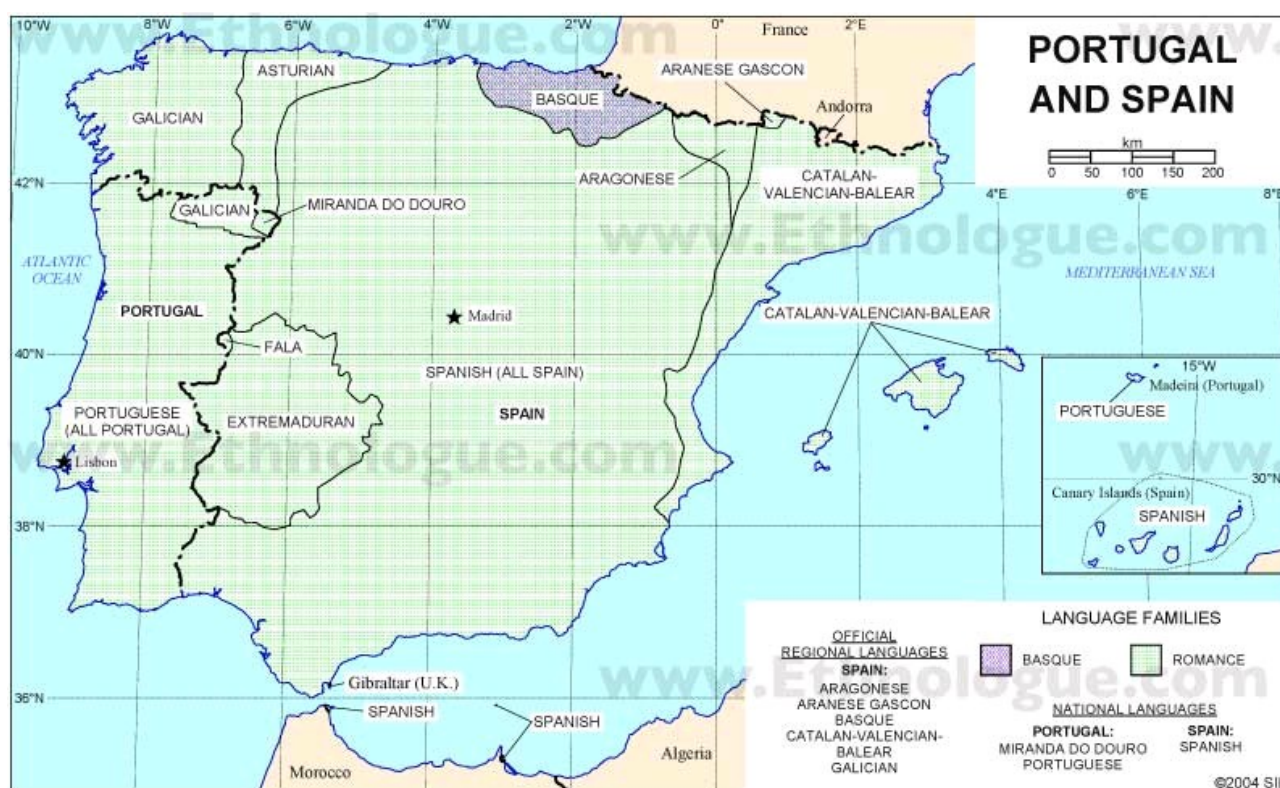 10°W
8°W
6°W
4°W
2°W
0°
2°E
France
PORTUGAL
AND SPAIN
km
0 50 100 150 200
ASTURIAN
ARANESE GASCON
BASQUE
Andorra
GALICIAN
ARAGONESE
CATALAN-
VALENCIAN-BALEAR
42°N
4°E
6°E
GALICIAN
MIRANDA DO DOURO
www.Ethnologue.com
www.Ethnologue.com
ATLANTIC
OCEAN
MEDITERRANEAN SEA
PORTUGAL
Madrid
CATALAN-VALENCIAN-BALEAR
FALA
40°N
SPANISH (ALL SPAIN)
SPAIN
15°W
Madeira (Portugal)
PORTUGUESE
PORTUGUESE
(ALL PORTUGAL)
EXTREMADURAN
www.Ethnologue.com
www.
Lisbon
30°N
Canary Islands (Spain)
SPANISH
38°N
LANGUAGE FAMILIES
BASQUE
ROMANCE
OFFICIAL
REGIONAL LANGUAGES
SPAIN:
ARAGONESE
ARANESE GASCON
BASQUE
CATALAN-VALENCIAN-
BALEAR
GALICIAN
www.Ethnologue.com
NATIONAL LANGUAGES
PORTUGAL:
MIRANDA DO DOURO
PORTUGUESE
SPAIN:
SPANISH
Gibraltar (U.K.)
36°N
SPANISH
SPANISH
Morocco
Algeria
©2004 SI